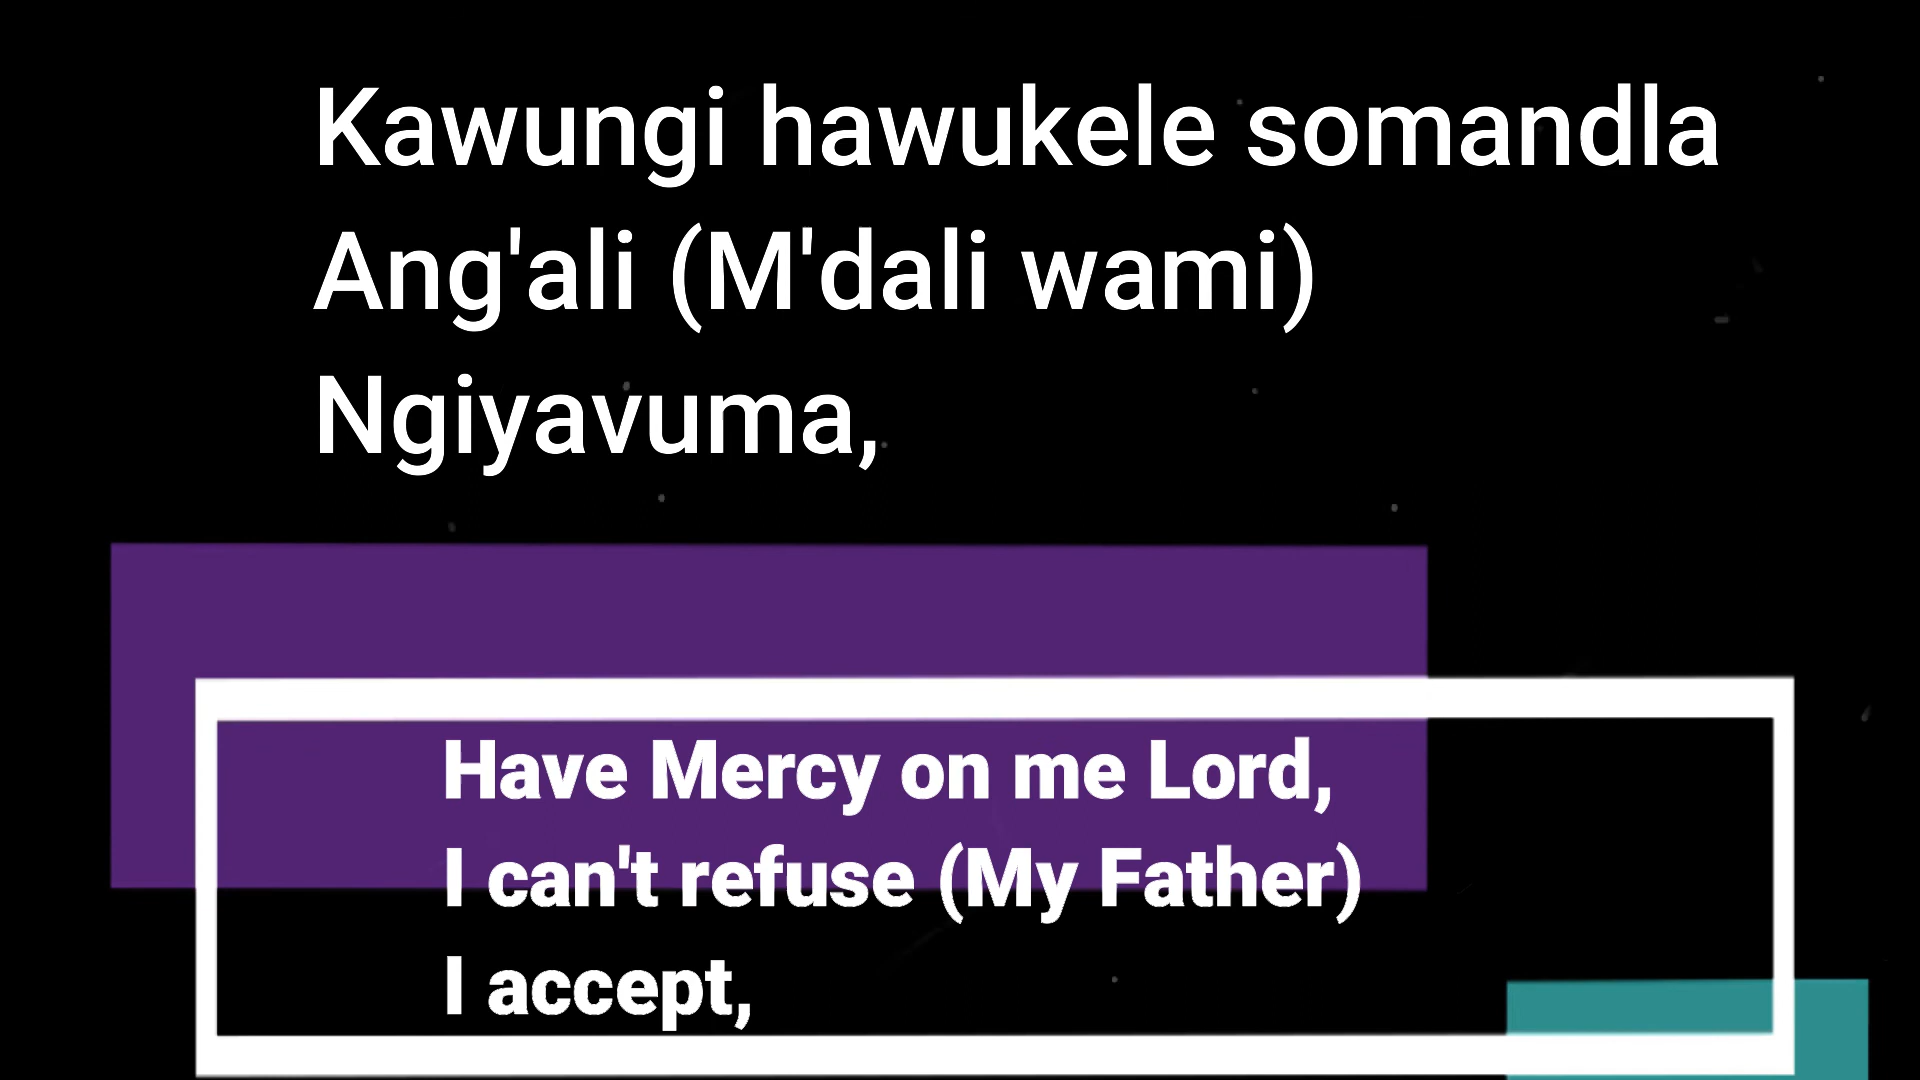 Kawungi hawukele somandla
Ang'ali (M'dali wami)
Ngiyavuma,
Have Mercy on me Lord,
I can't refuse (My Father)
I accept,